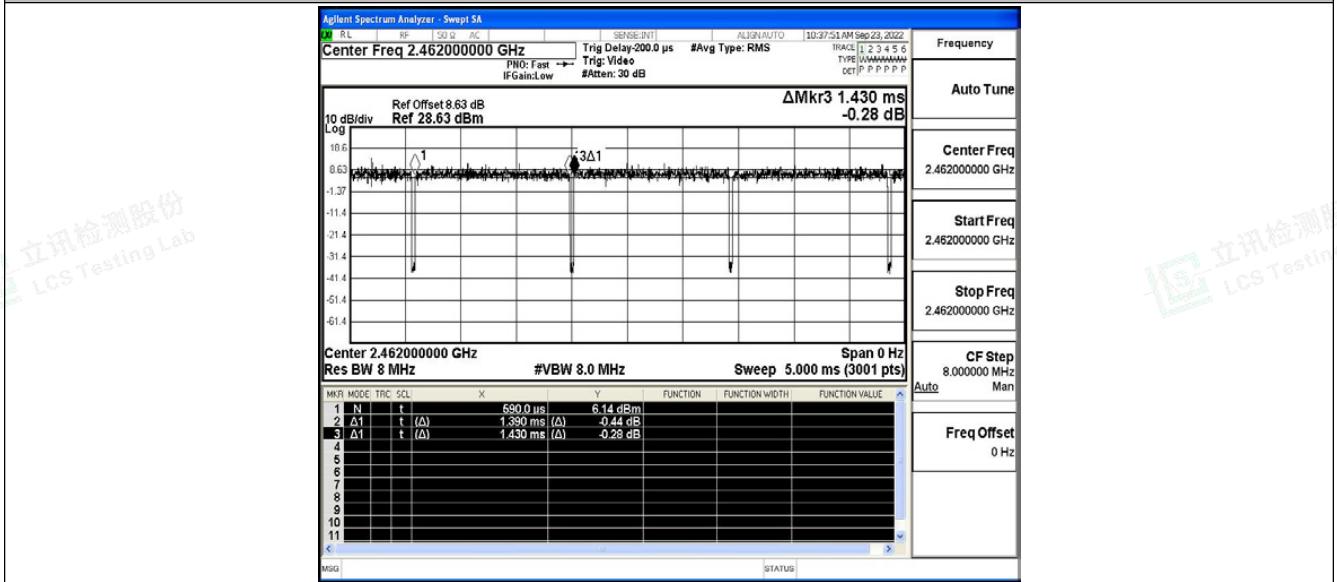 Agilent Spectrum Analyzer - Swept SA
RL RF 50 Ω AC SENSE:INT ALIGN AUTO 10:37:51 AM Sep 23, 2022
Center Freq 2.462000000 GHz
PNO: Fast
IFGain:Low
Trig Delay-200.0 µs
Trig: Video
#Atten: 30 dB
#Avg Type: RMS
TRACE 1 2 3 4 5 6
TYPE
DET P P P P P P
Frequency
Auto Tune
ΔMkr3 1.430 ms
-0.28 dB
Ref Offset 8.63 dB
10 dB/div Ref 28.63 dBm
Log
18.6
8.63
-1.37
-11.4
-21.4
-31.4
-41.4
-51.4
-61.4
1
3Δ1
Center Freq
2.462000000 GHz
Start Freq
2.462000000 GHz
Stop Freq
2.462000000 GHz
CF Step
8.000000 MHz
Auto Man
Freq Offset
0 Hz
Center 2.462000000 GHz Span 0 Hz
Res BW 8 MHz #VBW 8.0 MHz Sweep 5.000 ms (3001 pts)
MKR MODE TRC SCL X Y FUNCTION FUNCTION WIDTH FUNCTION VALUE
1 N t 590.0 µs 6.14 dBm
2 Δ1 t (Δ) 1.390 ms (Δ) -0.44 dB
3 Δ1 t (Δ) 1.430 ms (Δ) -0.28 dB
4
5
6
7
8
9
10
11
MSG STATUS
立讯检测股份
LCS Testing Lab
立讯检测股
LCS Testin